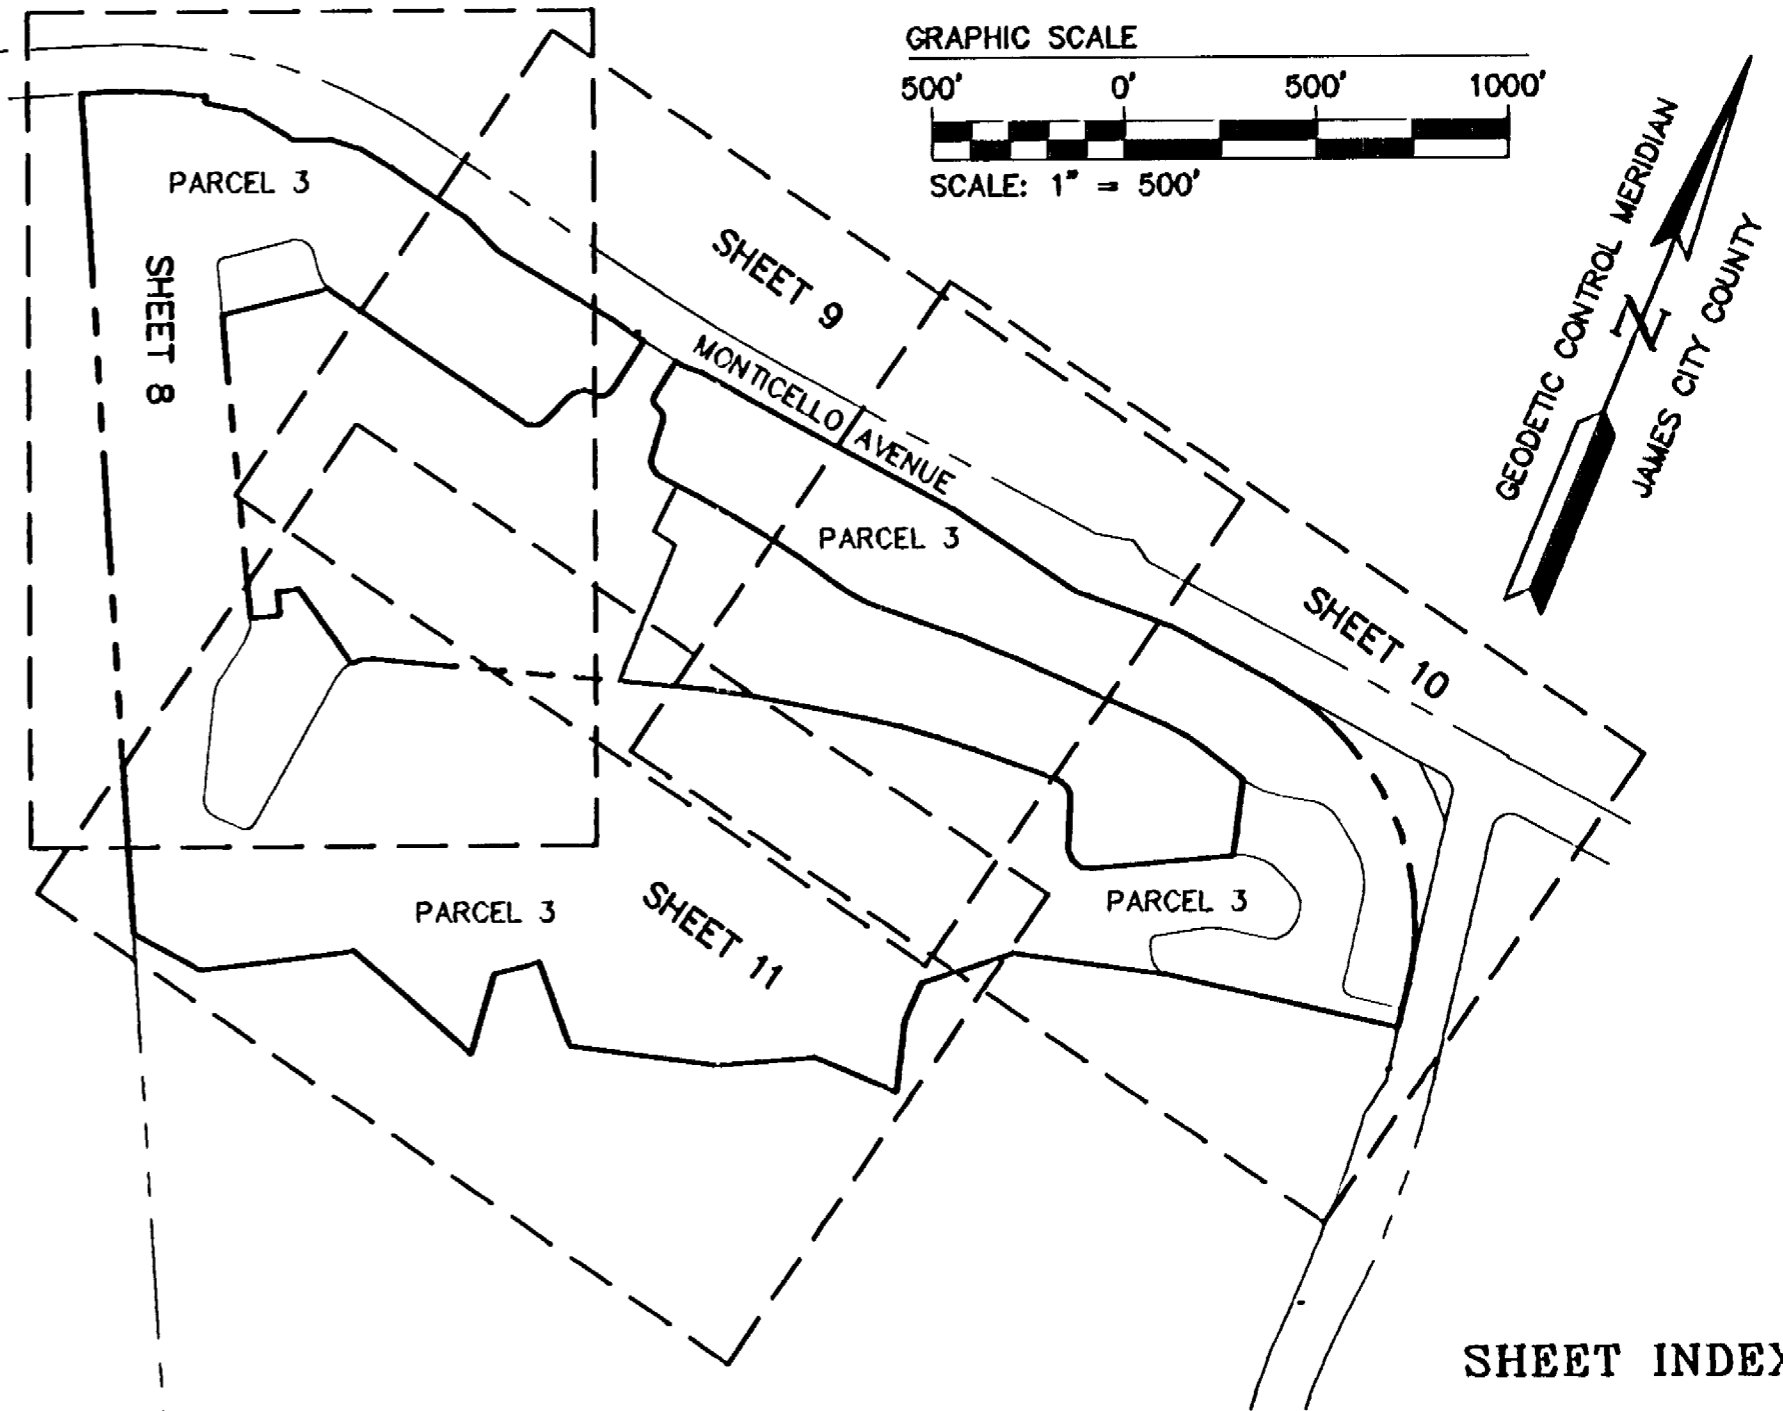 GRAPHIC SCALE
500' 0' 500' 1000'
SCALE: 1" = 500'
GEODETIC CONTROL MERIDIAN
N
JAMES CITY COUNTY
PARCEL 3
SHEET 8
SHEET 9
MONTICELLO AVENUE
PARCEL 3
SHEET 10
PARCEL 3
SHEET 11
PARCEL 3
SHEET INDEX